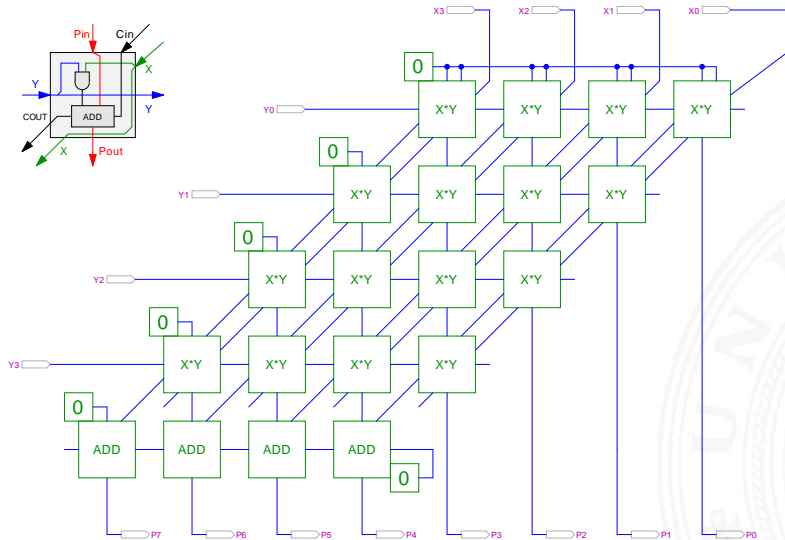 X3 X2 X1 X0
Pin Cin
X
0
Y
ADD
Y
COUT
X
Pout
Y0 X*Y X*Y X*Y X*Y
0
Y1 X*Y X*Y X*Y X*Y
0
Y2 X*Y X*Y X*Y X*Y
0
Y3 X*Y X*Y X*Y X*Y
0
ADD ADD ADD ADD
0
P7 P6 P5 P4 P3 P2 P1 P0
U N I